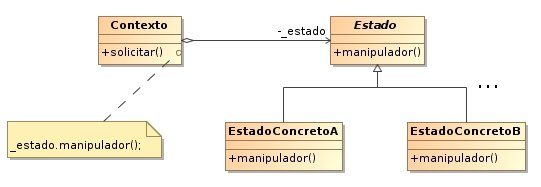 Contexto
+solicitar()
-_estado
Estado
+manipulador()
_estado.manipulador();
...
EstadoConcretoA
+manipulador()
EstadoConcretoB
+manipulador()